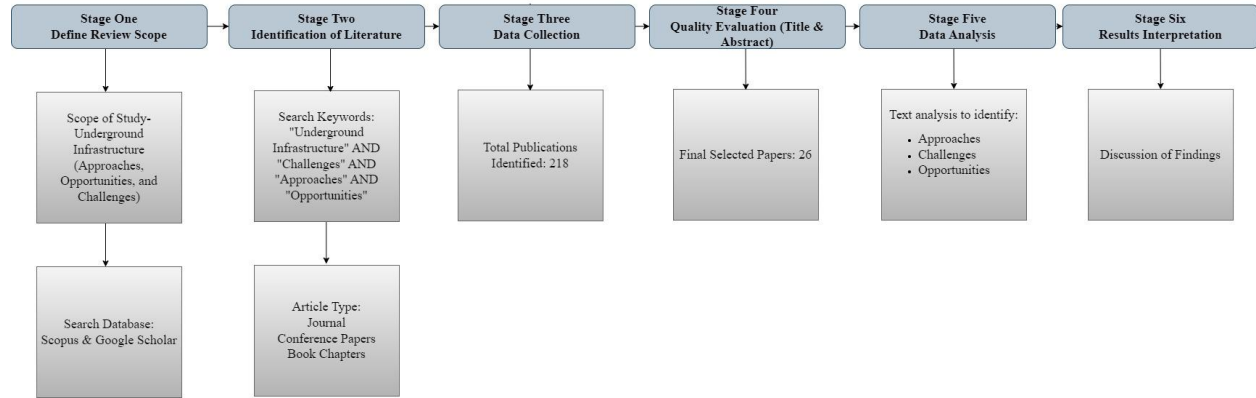 Stage One
Define Review Scope
Stage Two
Identification of Literature
Stage Three
Data Collection
Stage Four
Quality Evaluation (Title &
Abstract)
Stage Five
Data Analysis
Stage Six
Results Interpretation
Scope of Study-
Underground
Infrastructure
(Approaches,
Opportunities, and
Challenges)
Search Keywords:
"Underground
Infrastructure" AND
"Challenges" AND
"Approaches" AND
"Opportunities"
Total Publications
Identified: 218
Final Selected Papers: 26
Text analysis to identify:
• Approaches
• Challenges
• Opportunities
Discussion of Findings
Search Database:
Scopus & Google Scholar
Article Type:
Journal
Conference Papers
Book Chapters